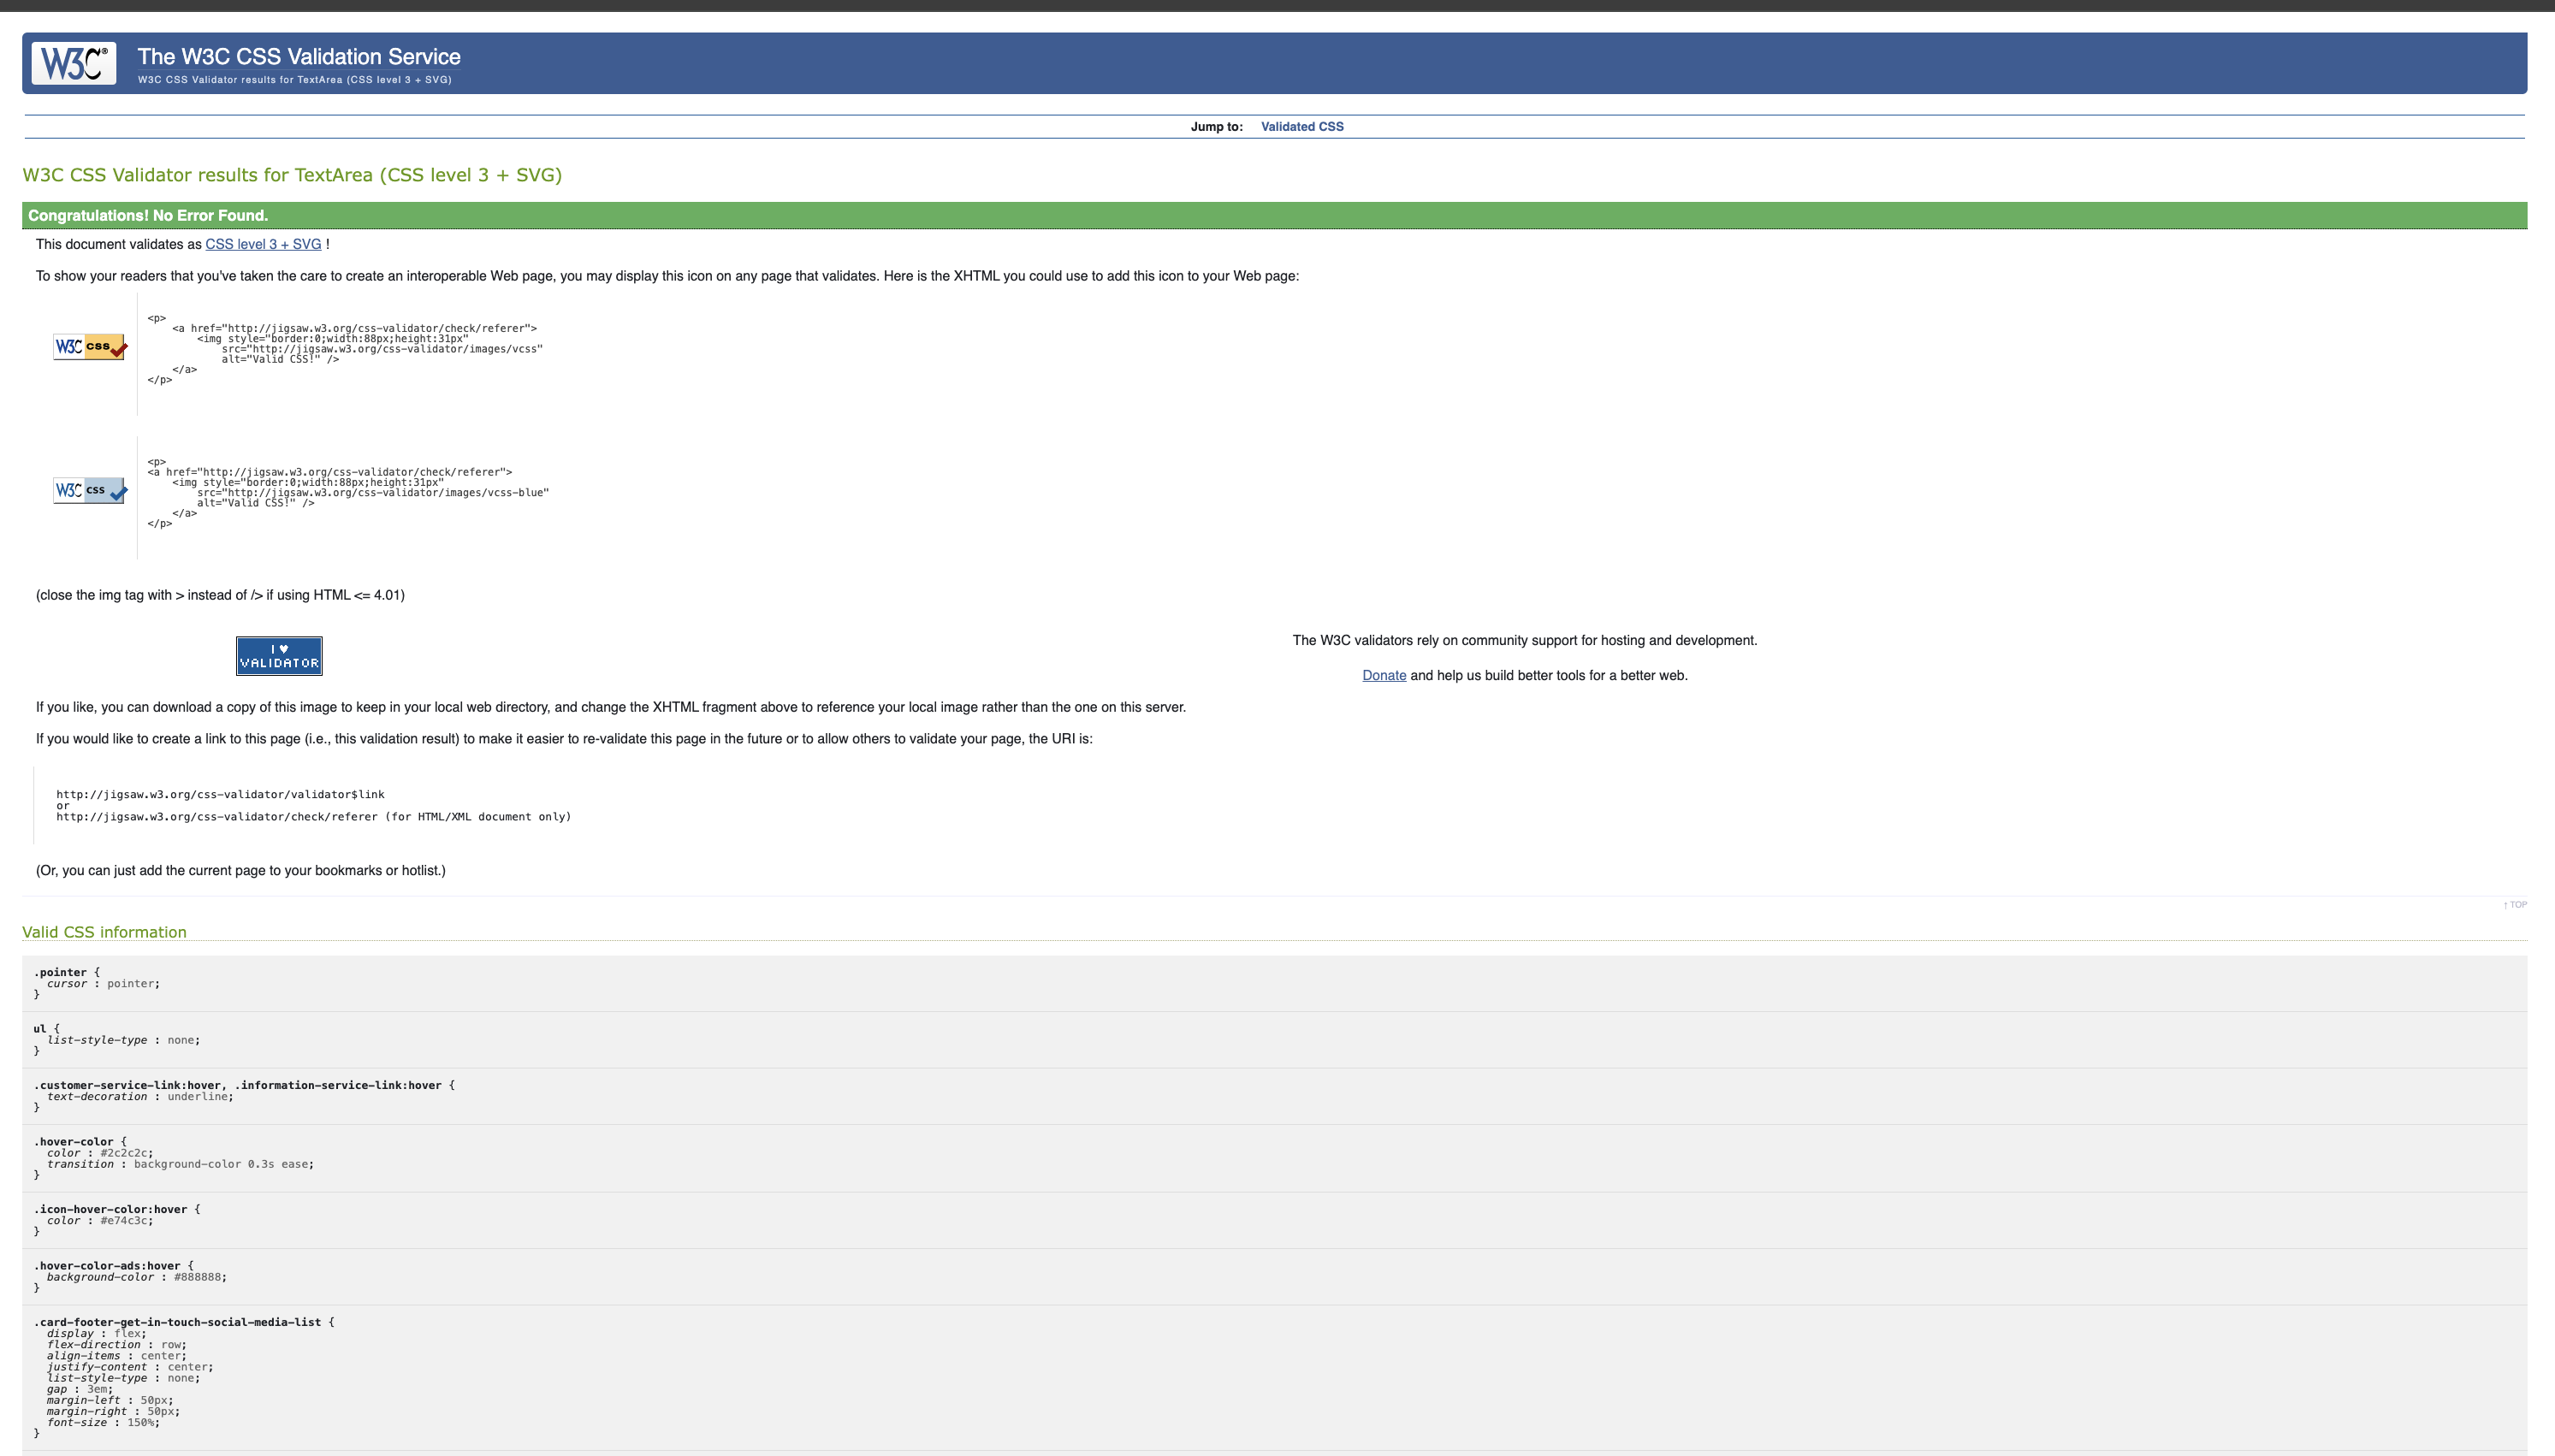 W3C®
The W3C CSS Validation Service
W3C CSS Validator results for TextArea (CSS level 3 + SVG)
Jump to: Validated CSS
W3C CSS Validator results for TextArea (CSS level 3 + SVG)
Congratulations! No Error Found.
This document validates as CSS level 3 + SVG !
To show your readers that you've taken the care to create an interoperable Web page, you may display this icon on any page that validates. Here is the XHTML you could use to add this icon to your Web page:
W3C css
<p>
    <a href="http://jigsaw.w3.org/css-validator/check/referer">
        <img style="border:0;width:88px;height:31px"
            src="http://jigsaw.w3.org/css-validator/images/vcss"
            alt="Valid CSS!" />
    </a>
</p>
W3C css
<p>
<a href="http://jigsaw.w3.org/css-validator/check/referer">
    <img style="border:0;width:88px;height:31px"
        src="http://jigsaw.w3.org/css-validator/images/vcss-blue"
        alt="Valid CSS!" />
    </a>
</p>
(close the img tag with > instead of /> if using HTML <= 4.01)
I ♥
VALIDATOR
The W3C validators rely on community support for hosting and development.
Donate and help us build better tools for a better web.
If you like, you can download a copy of this image to keep in your local web directory, and change the XHTML fragment above to reference your local image rather than the one on this server.
If you would like to create a link to this page (i.e., this validation result) to make it easier to re-validate this page in the future or to allow others to validate your page, the URI is:
http://jigsaw.w3.org/css-validator/validator$link
or
http://jigsaw.w3.org/css-validator/check/referer (for HTML/XML document only)
(Or, you can just add the current page to your bookmarks or hotlist.)
↑ TOP
Valid CSS information
.pointer {
  cursor : pointer;
}
ul {
  list-style-type : none;
}
.customer-service-link:hover, .information-service-link:hover {
  text-decoration : underline;
}
.hover-color {
  color : #2c2c2c;
  transition : background-color 0.3s ease;
}
.icon-hover-color:hover {
  color : #e74c3c;
}
.hover-color-ads:hover {
  background-color : #888888;
}
.card-footer-get-in-touch-social-media-list {
  display : flex;
  flex-direction : row;
  align-items : center;
  justify-content : center;
  list-style-type : none;
  gap : 3em;
  margin-left : 50px;
  margin-right : 50px;
  font-size : 150%;
}